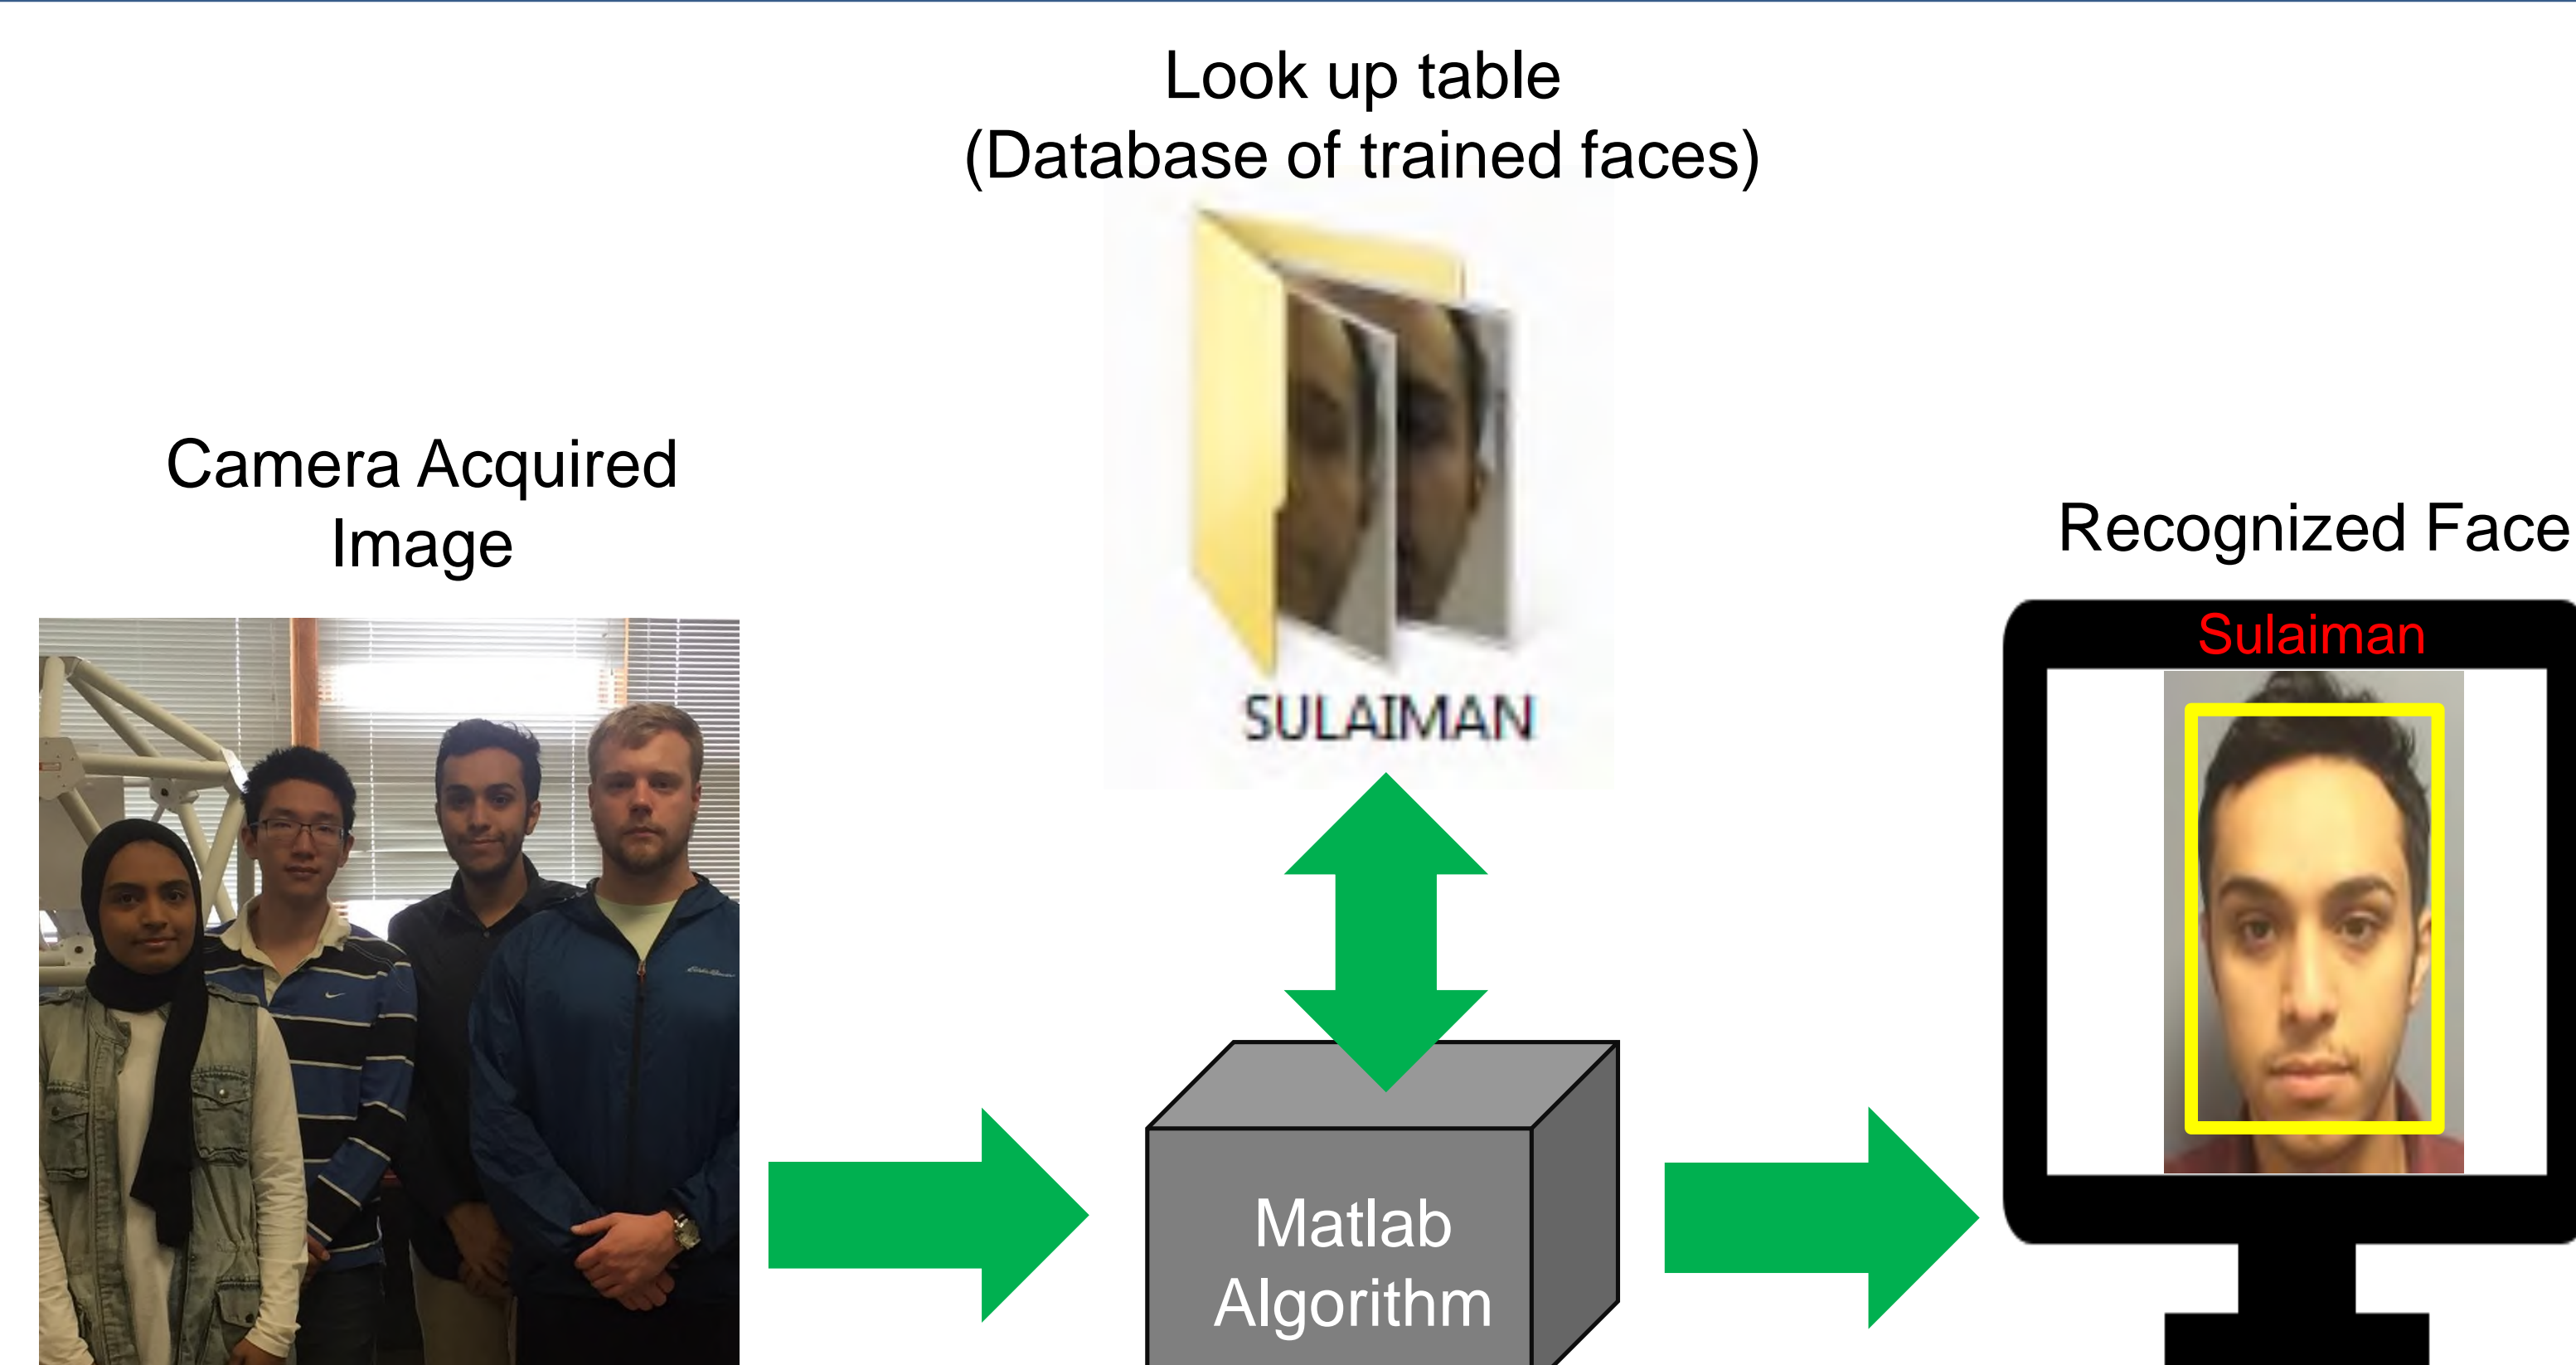 Look up table
(Database of trained faces)
SULAIMAN
Camera Acquired
Image
Matlab
Algorithm
Recognized Face
Sulaiman